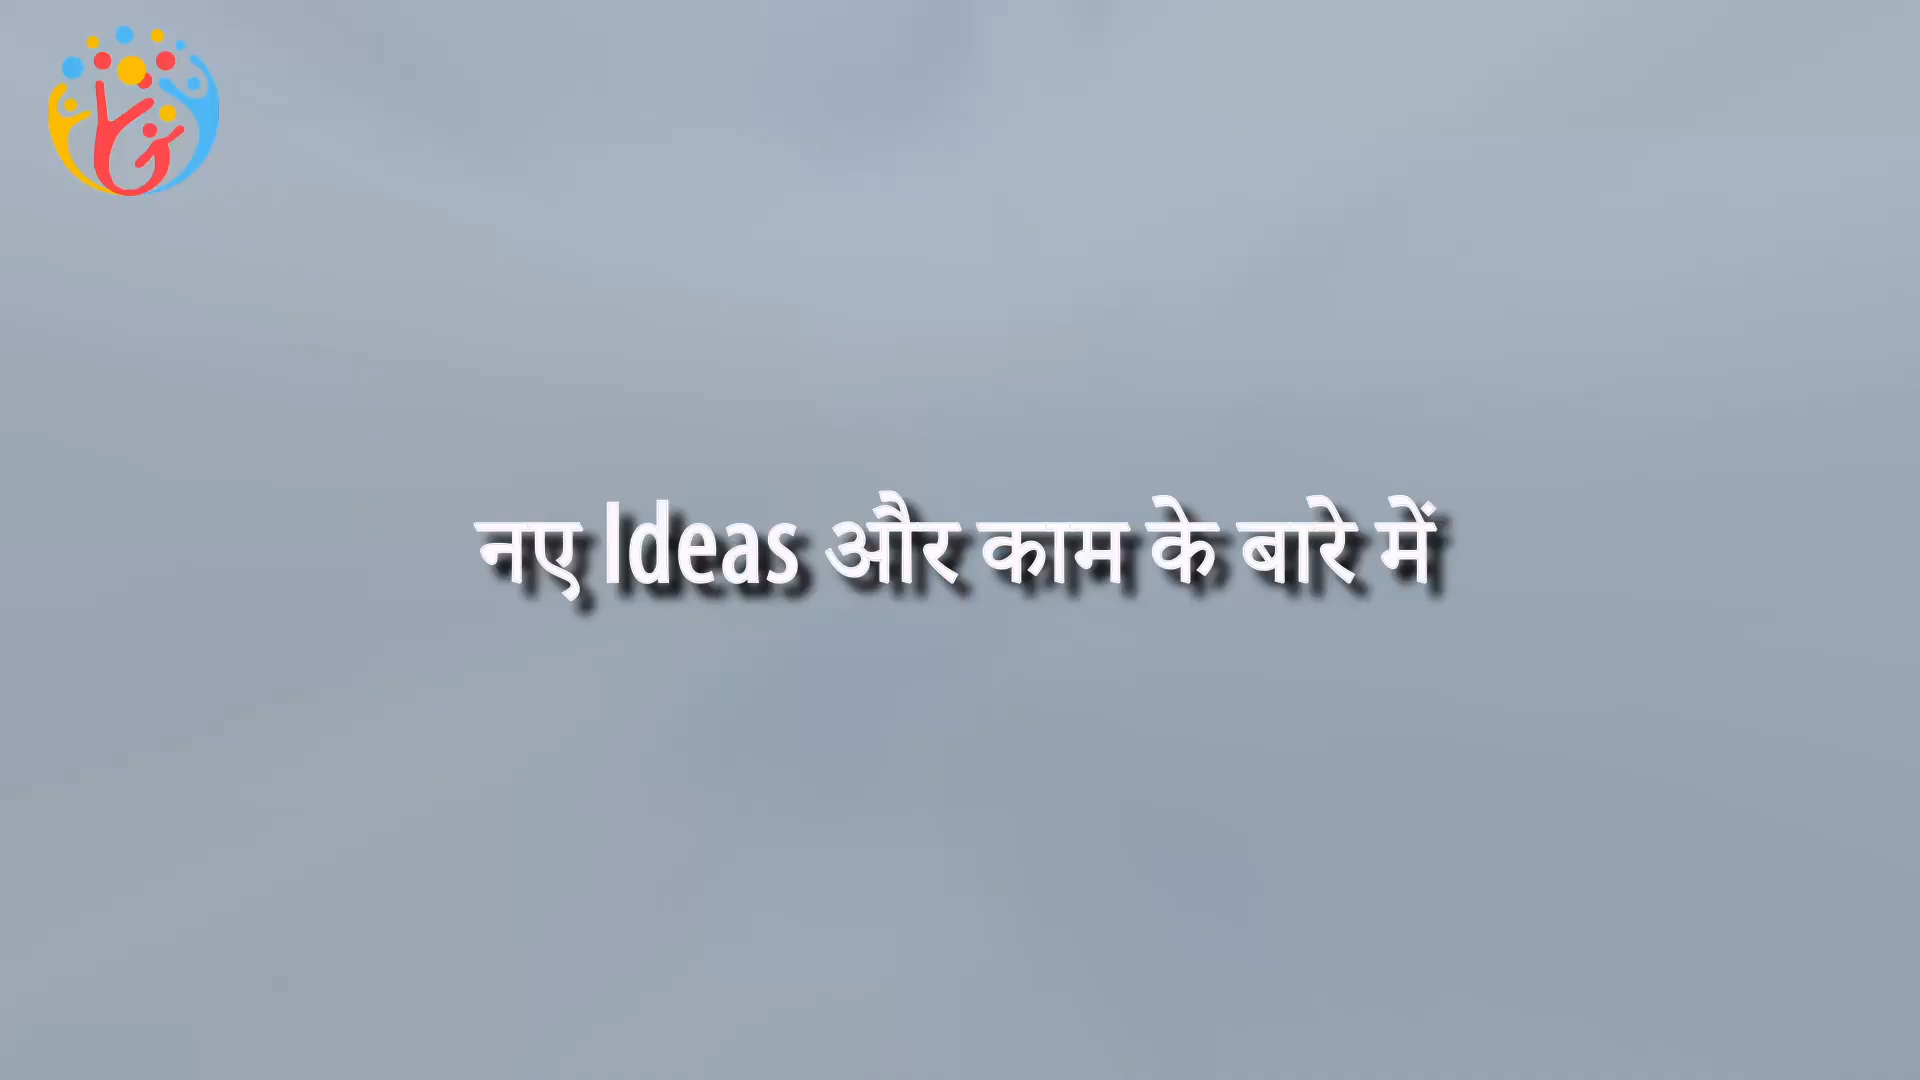 नए Ideas और काम के बारे में